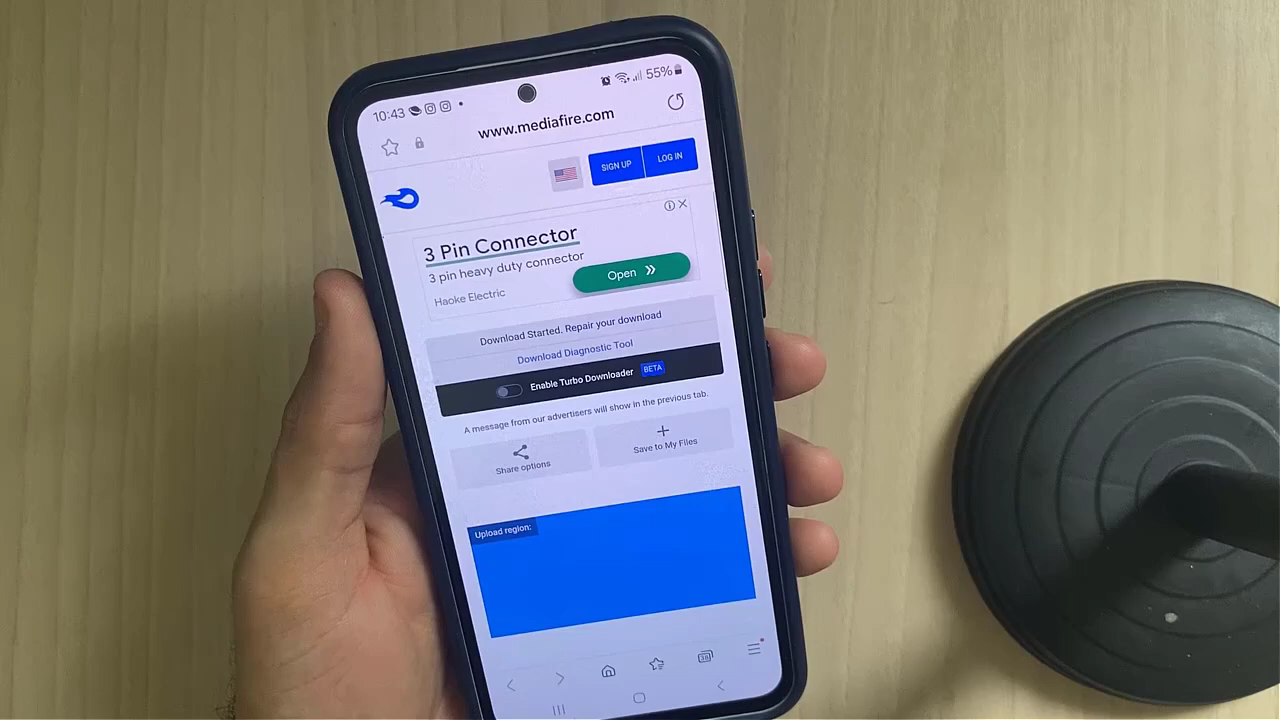 10:43
55%
www.mediafire.com
SIGN UP
LOG IN
3 Pin Connector
3 pin heavy duty connector
Haoke Electric
Open
Download Started. Repair your download
Download Diagnostic Tool
Enable Turbo Downloader BETA
A message from our advertisers will show in the previous tab.
Share options
Save to My Files
Upload region:
38